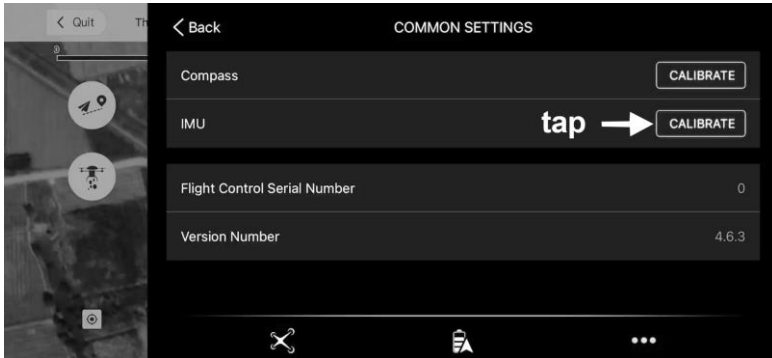 Quit
Th
Back
COMMON SETTINGS
Compass
CALIBRATE
IMU
tap
CALIBRATE
Flight Control Serial Number
0
Version Number
4.6.3